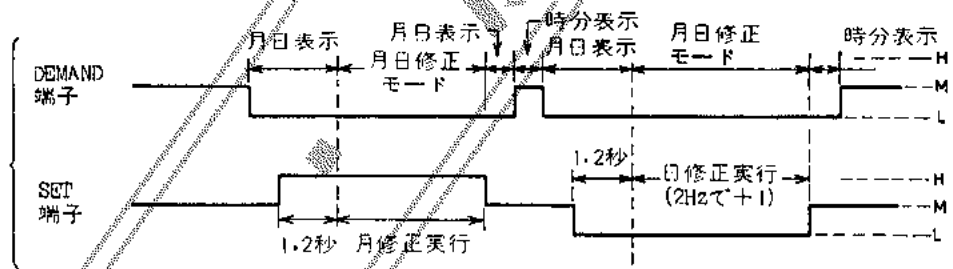 月日表示
月日表示
時分表示
月日修正
モード
月日表示
月日修正
モード
時分表示
DEMAND
端子
H
M
L
1.2秒
月修正実行
1.2秒
日修正実行
(2Hzで+1)
SET
端子
H
M
L